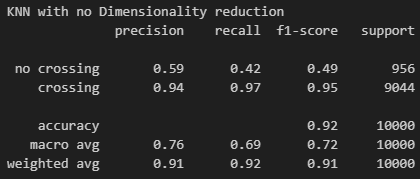 KNN with no Dimensionality reduction
precision recall f1-score support
no crossing 0.59 0.42 0.49 956
crossing 0.94 0.97 0.95 9044
accuracy 0.92 10000
macro avg 0.76 0.69 0.72 10000
weighted avg 0.91 0.92 0.91 10000